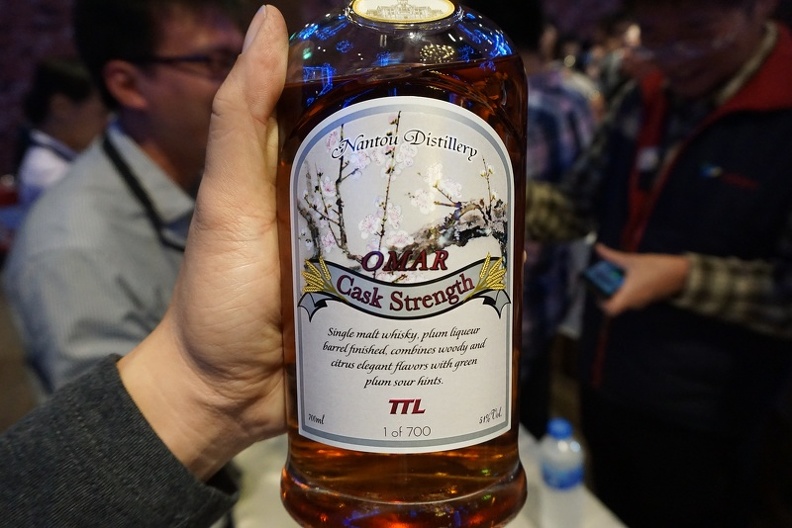 Nantou Distillery
OMAR
Cask Strength
Single malt whisky, plum liqueur
barrel finished, combines woody and
citrus elegant flavors with green
plum sour hints.
TTL
700ml
51% Vol.
1 of 700